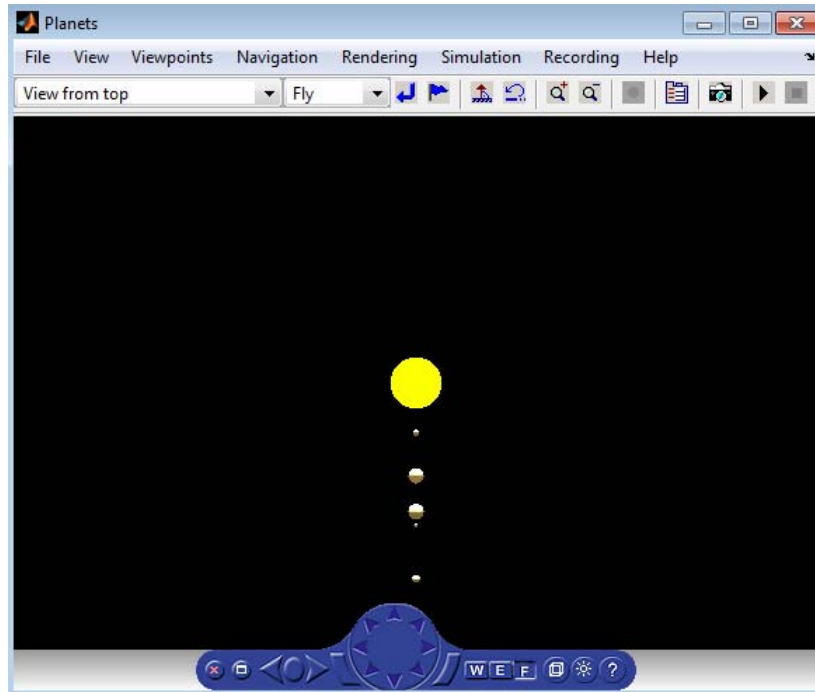 Planets
File View Viewpoints Navigation Rendering Simulation Recording Help
View from top Fly
W E F ?